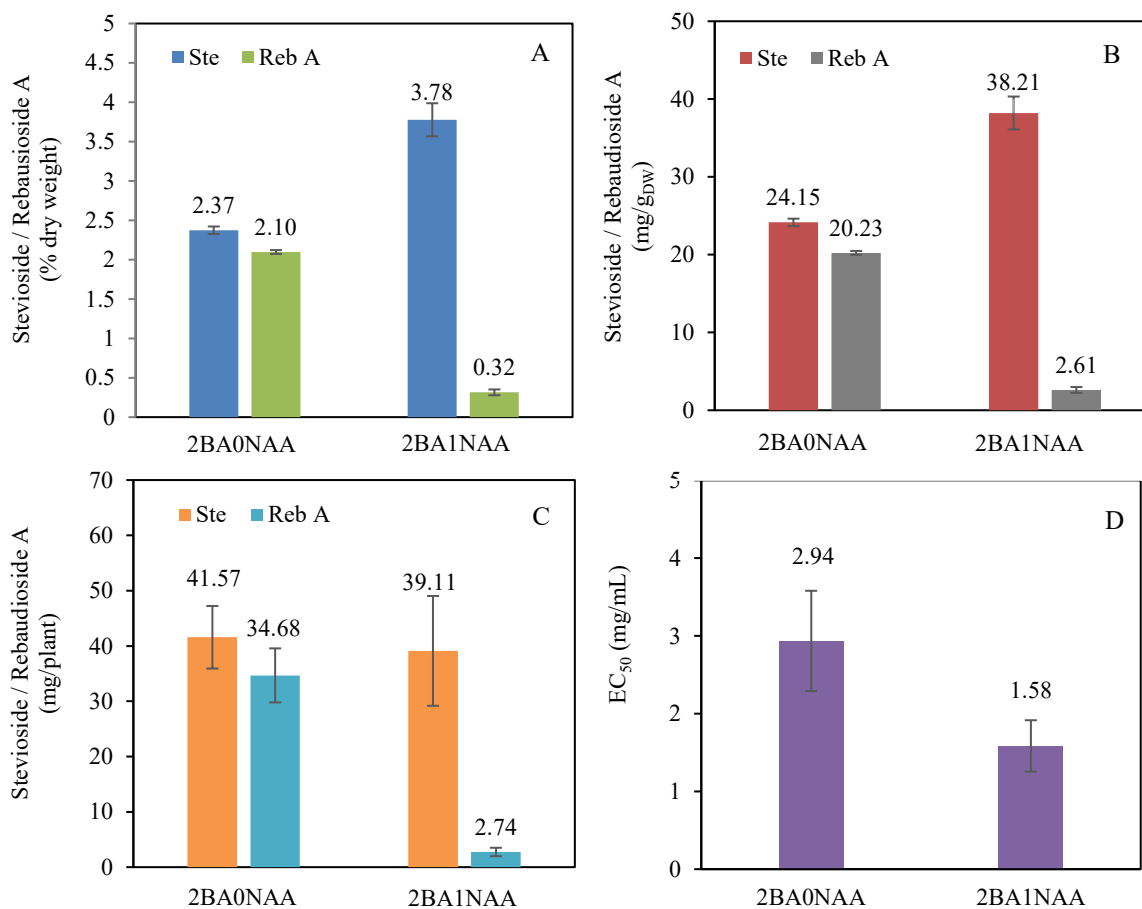 Stevioside / Rebausioside A
(% dry weight)
5
4.5
4
3.5
3
2.5
2
1.5
1
0.5
0
Ste
Reb A
A
2.37
2.10
3.78
0.32
2BA0NAA
2BA1NAA
Stevioside / Rebaudioside A
(mg/gDW)
50
40
30
20
10
0
Ste
Reb A
B
24.15
20.23
38.21
2.61
2BA0NAA
2BA1NAA
Stevioside / Rebaudioside A
(mg/plant)
70
60
50
40
30
20
10
0
Ste
Reb A
C
41.57
34.68
39.11
2.74
2BA0NAA
2BA1NAA
EC50 (mg/mL)
5
4
3
2
1
0
D
2.94
1.58
2BA0NAA
2BA1NAA